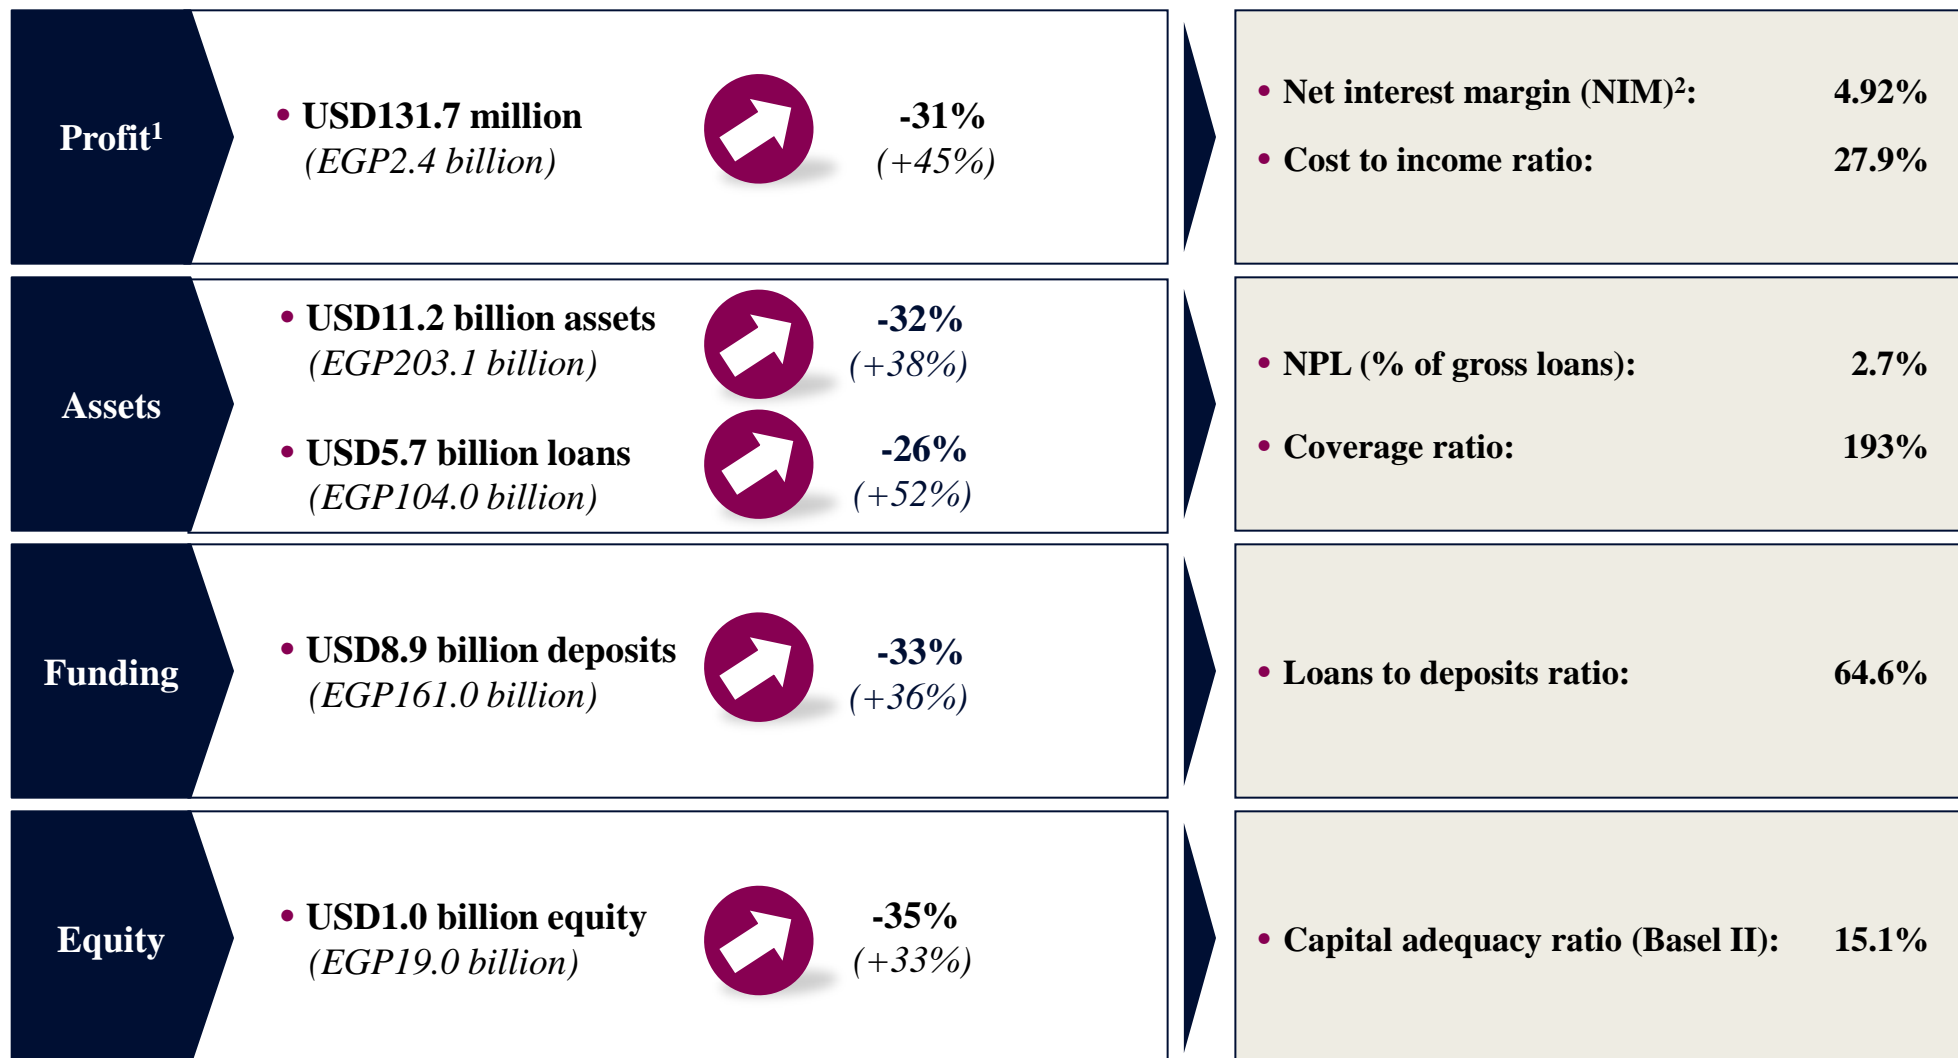 Profit¹
• USD131.7 million
-31%
(EGP2.4 billion)
(+45%)
• Net interest margin (NIM)²: 4.92%
• Cost to income ratio: 27.9%
Assets
• USD11.2 billion assets
-32%
(EGP203.1 billion)
(+38%)
• USD5.7 billion loans
-26%
(EGP104.0 billion)
(+52%)
• NPL (% of gross loans): 2.7%
• Coverage ratio: 193%
Funding
• USD8.9 billion deposits
-33%
(EGP161.0 billion)
(+36%)
• Loans to deposits ratio: 64.6%
Equity
• USD1.0 billion equity
-35%
(EGP19.0 billion)
(+33%)
• Capital adequacy ratio (Basel II): 15.1%